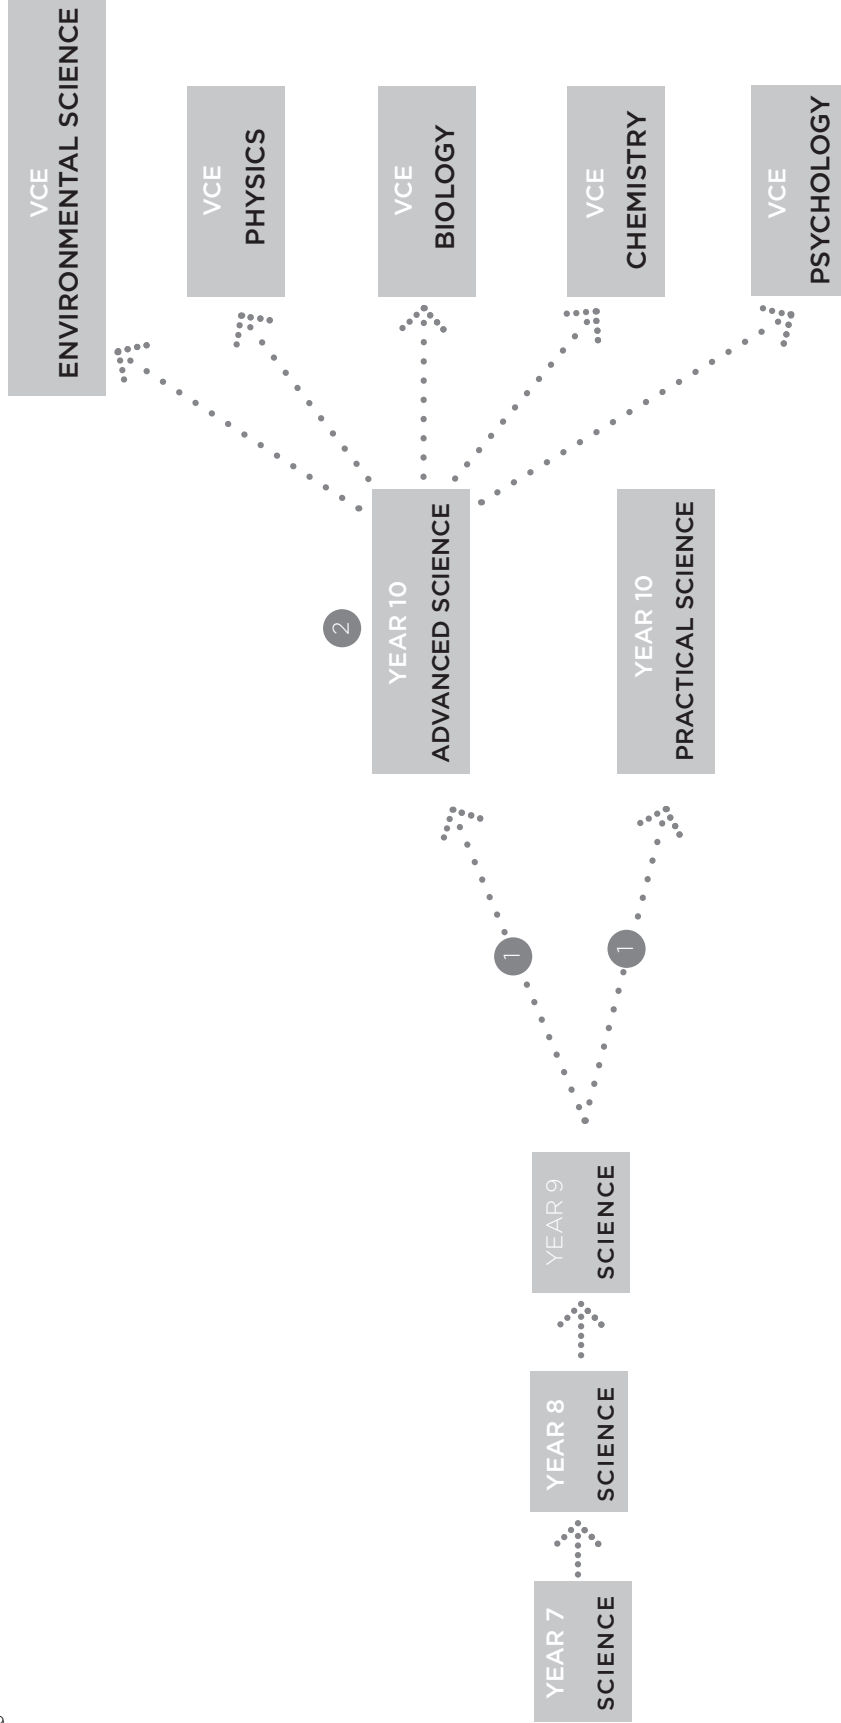 YEAR 7
SCIENCE
YEAR 8
SCIENCE
YEAR 9
SCIENCE
1
1
2
YEAR 10
ADVANCED SCIENCE
YEAR 10
PRACTICAL SCIENCE
VCE
ENVIRONMENTAL SCIENCE
VCE
PHYSICS
VCE
BIOLOGY
VCE
CHEMISTRY
VCE
PSYCHOLOGY